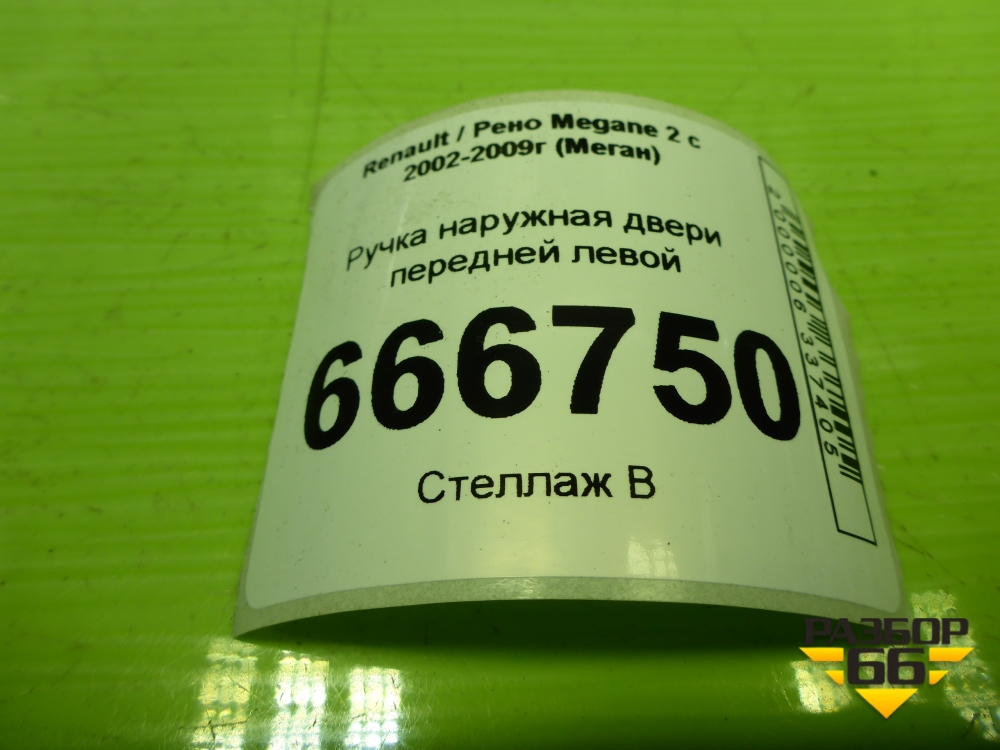 Renault / Рено Megane 2 с
2002-2009г (Меган)
Ручка наружная двери
передней левой
666750
Стеллаж В
2000006337405
РАЗБОР
66